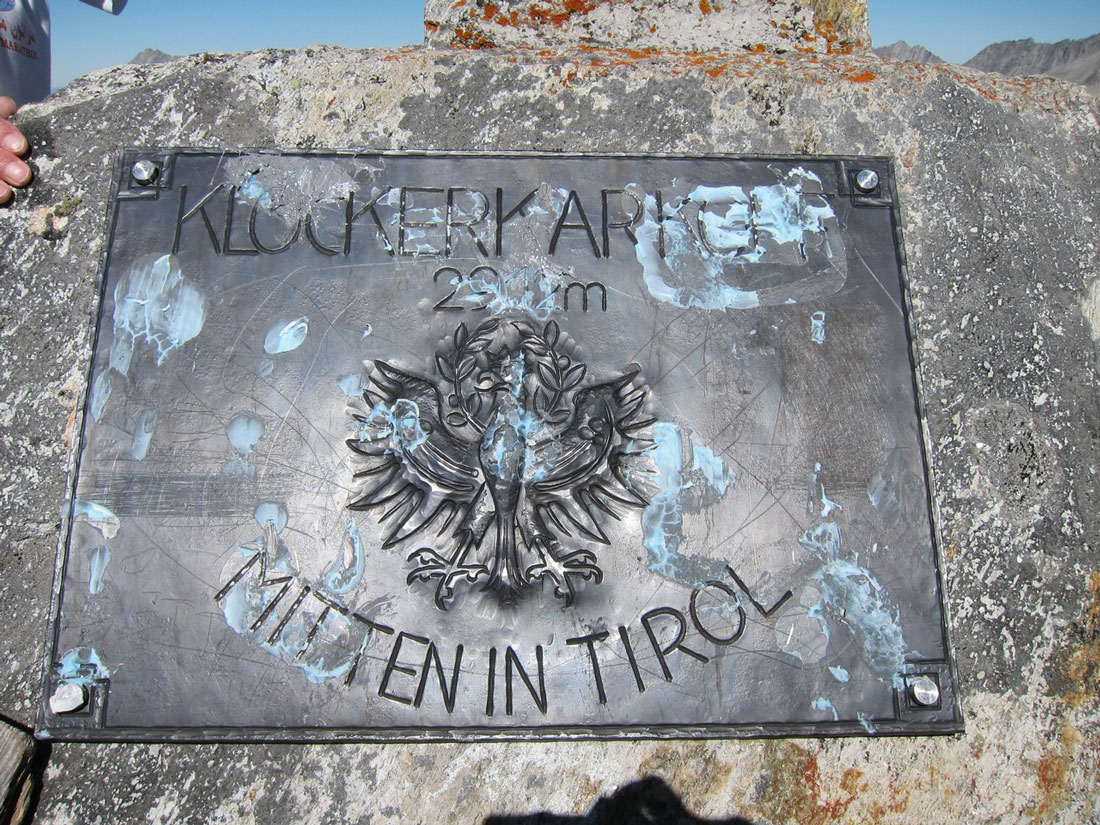 KLOCKERKARKOPF
m
MITTEN IN TIROL